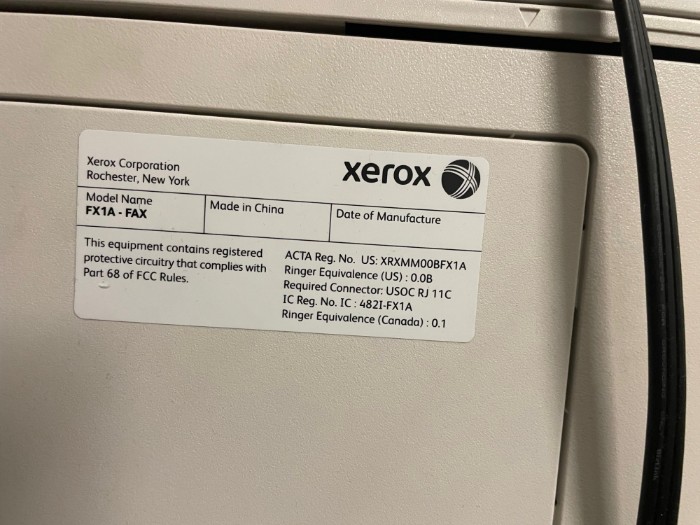 Xerox Corporation
Rochester, New York
xerox
Model Name
FX1A - FAX
Made in China
Date of Manufacture
This equipment contains registered
protective circuitry that complies with
Part 68 of FCC Rules.
ACTA Reg. No. US: XRXMM00BFX1A
Ringer Equivalence (US) : 0.0B
Required Connector: USOC RJ 11C
IC Reg. No. IC : 482I-FX1A
Ringer Equivalence (Canada) : 0.1